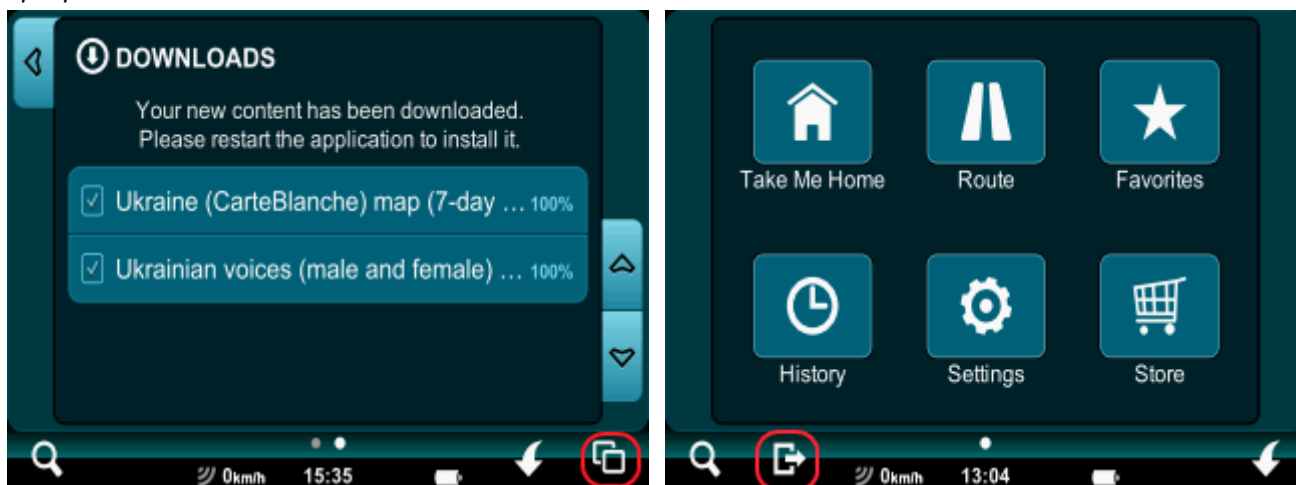 DOWNLOADS
Your new content has been downloaded.
Please restart the application to install it.
Ukraine (CarteBlanche) map (7-day ... 100%
Ukrainian voices (male and female) ... 100%
0km/h 15:35
Take Me Home Route Favorites
History Settings Store
0km/h 13:04